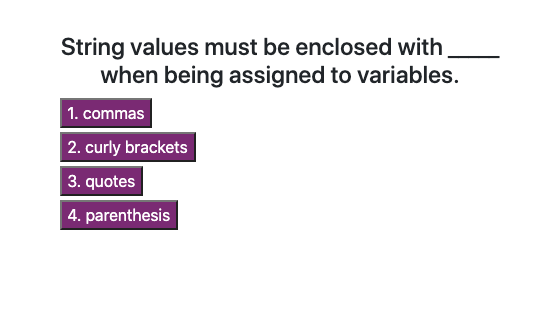 String values must be enclosed with _____
when being assigned to variables.
1. commas
2. curly brackets
3. quotes
4. parenthesis